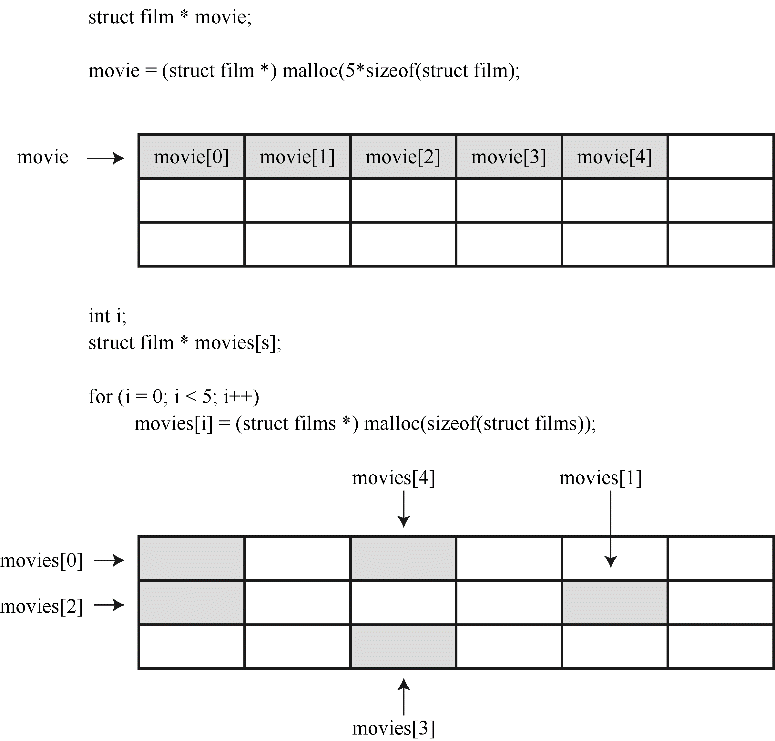 struct film * movie;
movie = (struct film *) malloc(5*sizeof(struct film);
movie movie[0] movie[1] movie[2] movie[3] movie[4]
int i;
struct film * movies[s];
for (i = 0; i < 5; i++)
movies[i] = (struct films *) malloc(sizeof(struct films));
movies[4] movies[1]
movies[0]
movies[2]
movies[3]